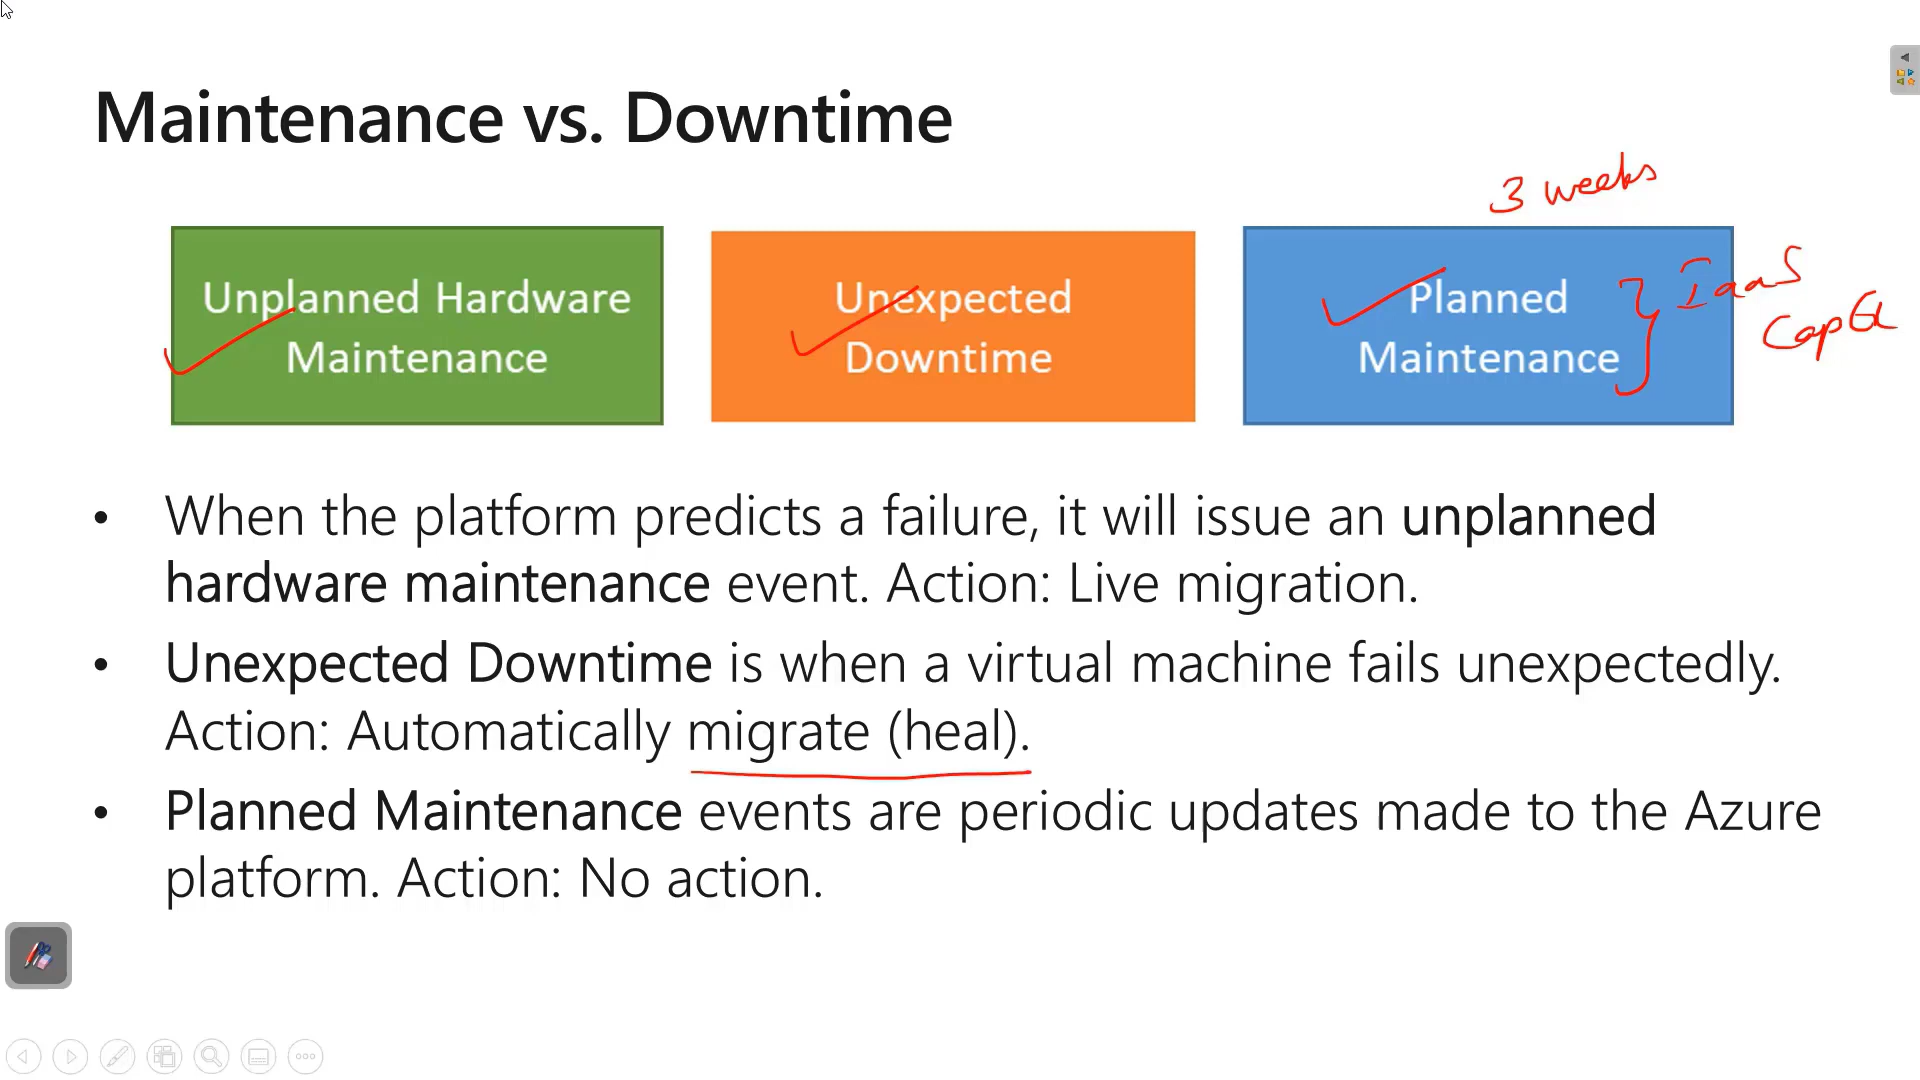 Maintenance vs. Downtime
3 weeks
Unplanned Hardware
Maintenance
Unexpected
Downtime
Planned
Maintenance
IaaS
CapEx
• When the platform predicts a failure, it will issue an unplanned
hardware maintenance event. Action: Live migration.
• Unexpected Downtime is when a virtual machine fails unexpectedly.
Action: Automatically migrate (heal).
• Planned Maintenance events are periodic updates made to the Azure
platform. Action: No action.